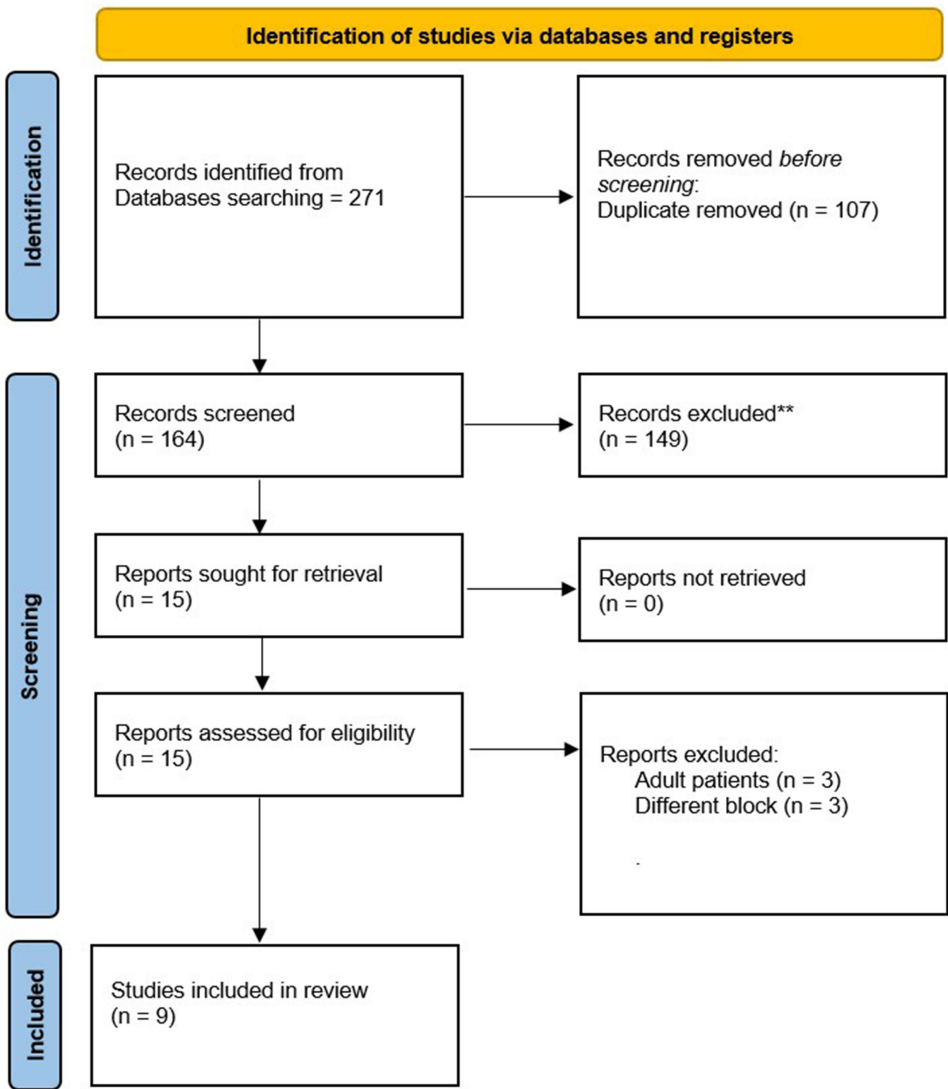 Identification of studies via databases and registers
Identification
Records identified from
Databases searching = 271
Records removed before
screening:
Duplicate removed (n = 107)
Screening
Records screened
(n = 164)
Records excluded**
(n = 149)
Reports sought for retrieval
(n = 15)
Reports not retrieved
(n = 0)
Reports assessed for eligibility
(n = 15)
Reports excluded:
Adult patients (n = 3)
Different block (n = 3)
.
Included
Studies included in review
(n = 9)